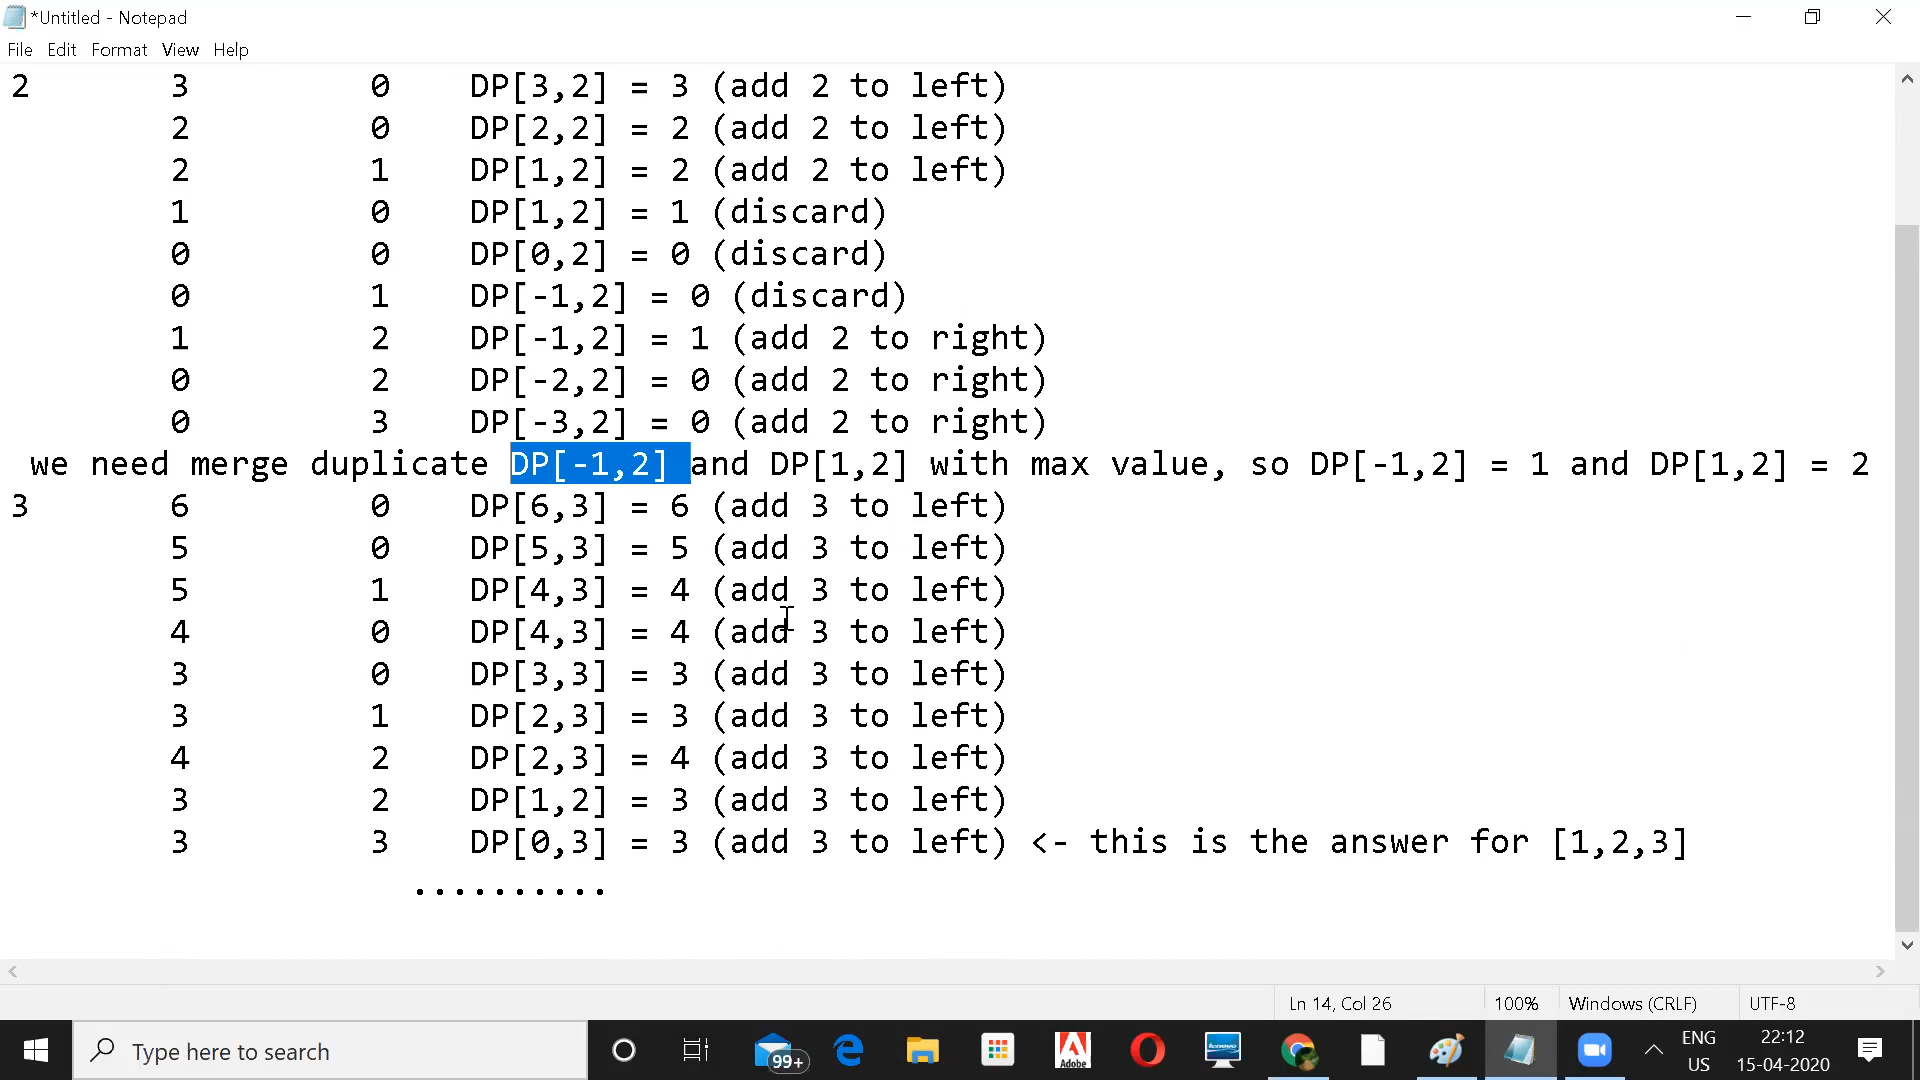 *Untitled - Notepad
File Edit Format View Help
2 3 0 DP[3,2] = 3 (add 2 to left)
2 0 DP[2,2] = 2 (add 2 to left)
2 1 DP[1,2] = 2 (add 2 to left)
1 0 DP[1,2] = 1 (discard)
0 0 DP[0,2] = 0 (discard)
0 1 DP[-1,2] = 0 (discard)
1 2 DP[-1,2] = 1 (add 2 to right)
0 2 DP[-2,2] = 0 (add 2 to right)
0 3 DP[-3,2] = 0 (add 2 to right)
we need merge duplicate DP[-1,2] and DP[1,2] with max value, so DP[-1,2] = 1 and DP[1,2] = 2
3 6 0 DP[6,3] = 6 (add 3 to left)
5 0 DP[5,3] = 5 (add 3 to left)
5 1 DP[4,3] = 4 (add 3 to left)
4 0 DP[4,3] = 4 (add 3 to left)
3 0 DP[3,3] = 3 (add 3 to left)
3 1 DP[2,3] = 3 (add 3 to left)
4 2 DP[2,3] = 4 (add 3 to left)
3 2 DP[1,2] = 3 (add 3 to left)
3 3 DP[0,3] = 3 (add 3 to left) <- this is the answer for [1,2,3]
..........
Ln 14, Col 26 100% Windows (CRLF) UTF-8
Type here to search
99+
Adobe
lenovo
ENG
US
22:12
15-04-2020